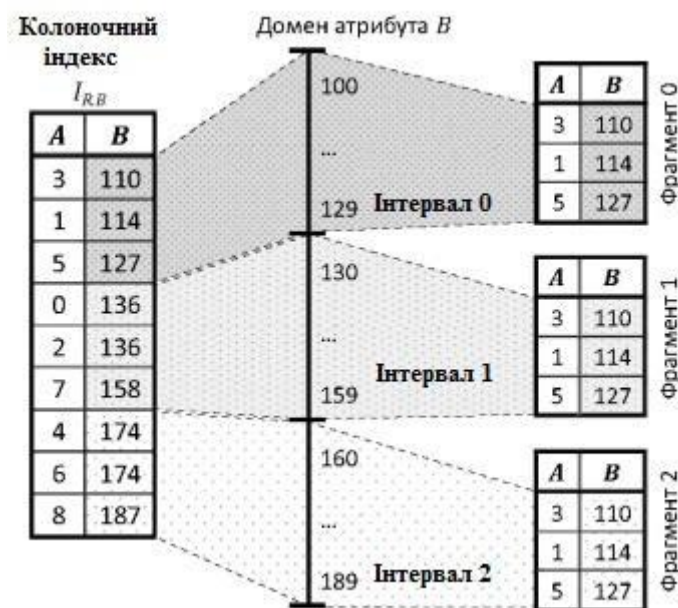 Колоночний
індекс
I_R.B
A B
3 110
1 114
5 127
0 136
2 136
7 158
4 174
6 174
8 187
Домен атрибута B
100
...
129
Інтервал 0
130
...
159
Інтервал 1
160
...
189
Інтервал 2
A B
3 110
1 114
5 127
Фрагмент 0
A B
3 110
1 114
5 127
Фрагмент 1
A B
3 110
1 114
5 127
Фрагмент 2